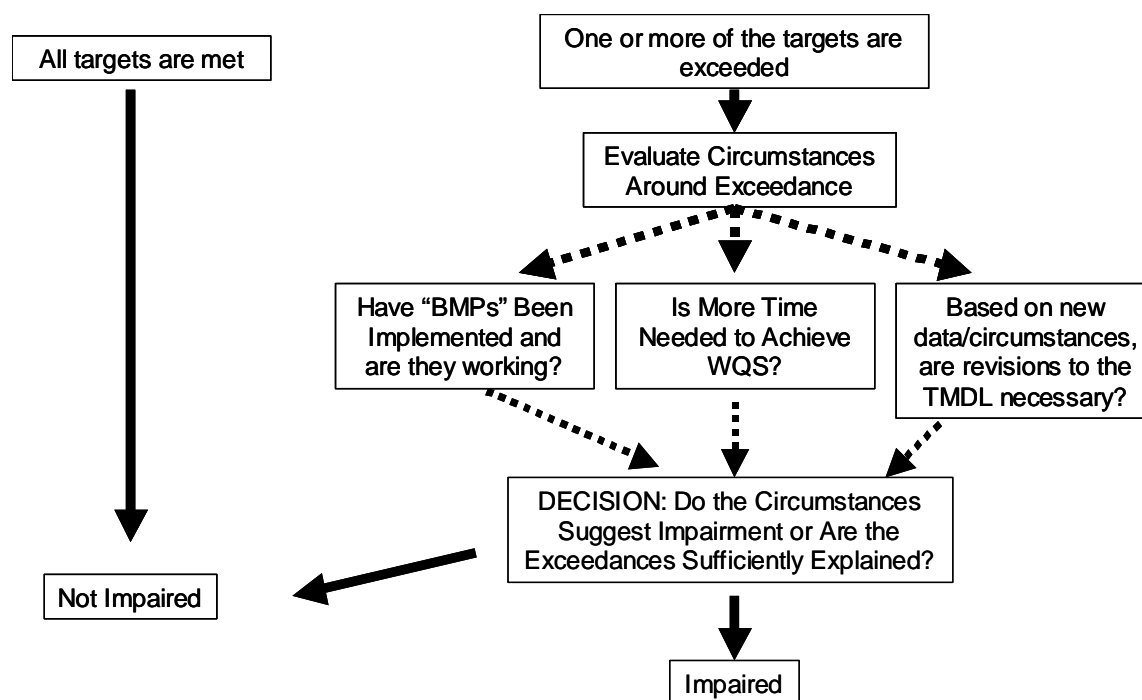 All targets are met
One or more of the targets are
exceeded
Evaluate Circumstances
Around Exceedance
Have “BMPs” Been
Implemented and
are they working?
Is More Time
Needed to Achieve
WQS?
Based on new
data/circumstances,
are revisions to the
TMDL necessary?
DECISION: Do the Circumstances
Suggest Impairment or Are the
Exceedances Sufficiently Explained?
Not Impaired
Impaired